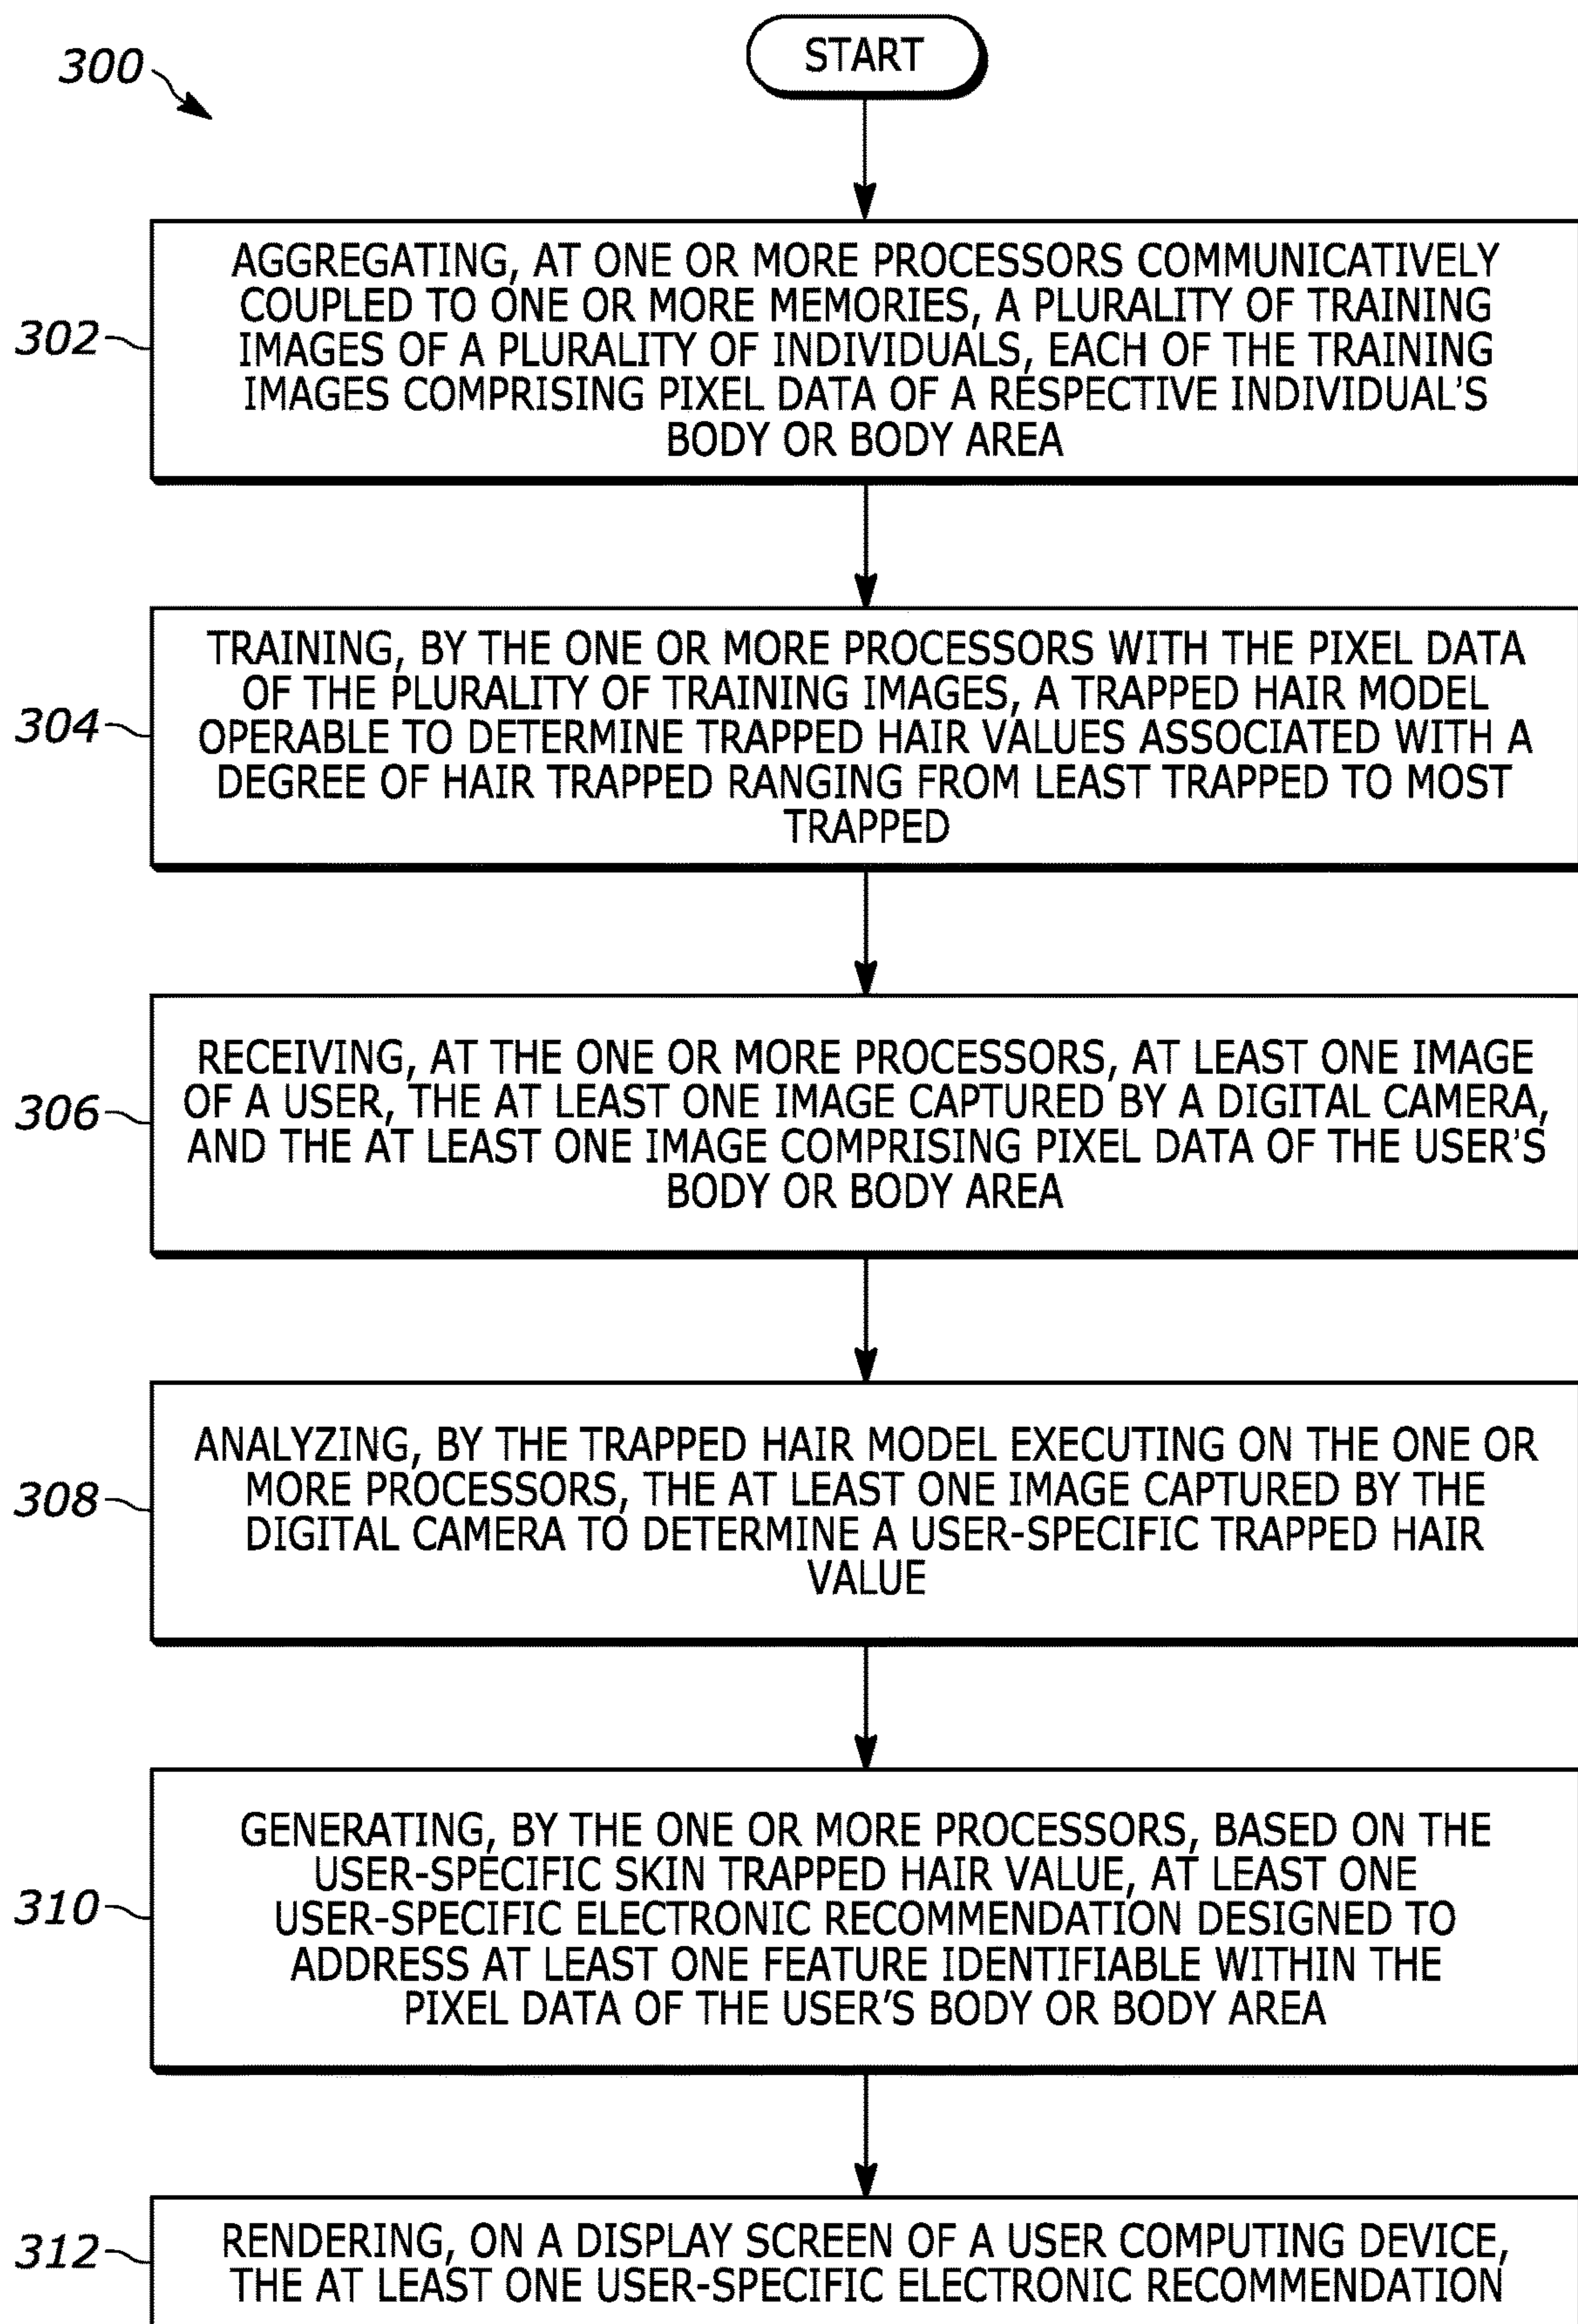 300
START
302
AGGREGATING, AT ONE OR MORE PROCESSORS COMMUNICATIVELY
COUPLED TO ONE OR MORE MEMORIES, A PLURALITY OF TRAINING
IMAGES OF A PLURALITY OF INDIVIDUALS, EACH OF THE TRAINING
IMAGES COMPRISING PIXEL DATA OF A RESPECTIVE INDIVIDUAL'S
BODY OR BODY AREA
304
TRAINING, BY THE ONE OR MORE PROCESSORS WITH THE PIXEL DATA
OF THE PLURALITY OF TRAINING IMAGES, A TRAPPED HAIR MODEL
OPERABLE TO DETERMINE TRAPPED HAIR VALUES ASSOCIATED WITH A
DEGREE OF HAIR TRAPPED RANGING FROM LEAST TRAPPED TO MOST
TRAPPED
306
RECEIVING, AT THE ONE OR MORE PROCESSORS, AT LEAST ONE IMAGE
OF A USER, THE AT LEAST ONE IMAGE CAPTURED BY A DIGITAL CAMERA,
AND THE AT LEAST ONE IMAGE COMPRISING PIXEL DATA OF THE USER'S
BODY OR BODY AREA
308
ANALYZING, BY THE TRAPPED HAIR MODEL EXECUTING ON THE ONE OR
MORE PROCESSORS, THE AT LEAST ONE IMAGE CAPTURED BY THE
DIGITAL CAMERA TO DETERMINE A USER-SPECIFIC TRAPPED HAIR
VALUE
310
GENERATING, BY THE ONE OR MORE PROCESSORS, BASED ON THE
USER-SPECIFIC SKIN TRAPPED HAIR VALUE, AT LEAST ONE
USER-SPECIFIC ELECTRONIC RECOMMENDATION DESIGNED TO
ADDRESS AT LEAST ONE FEATURE IDENTIFIABLE WITHIN THE
PIXEL DATA OF THE USER'S BODY OR BODY AREA
312
RENDERING, ON A DISPLAY SCREEN OF A USER COMPUTING DEVICE,
THE AT LEAST ONE USER-SPECIFIC ELECTRONIC RECOMMENDATION